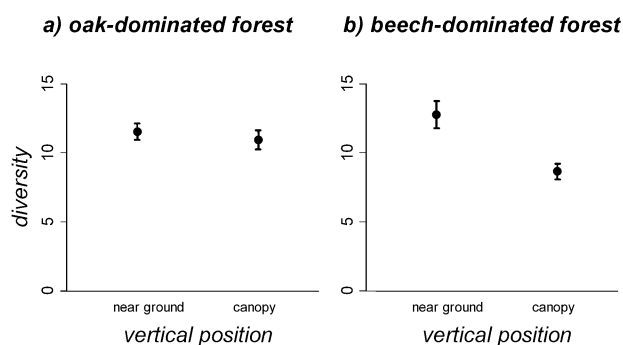 a) oak-dominated forest
diversity
15
10
5
0
near ground canopy
vertical position
b) beech-dominated forest
15
10
5
0
near ground canopy
vertical position